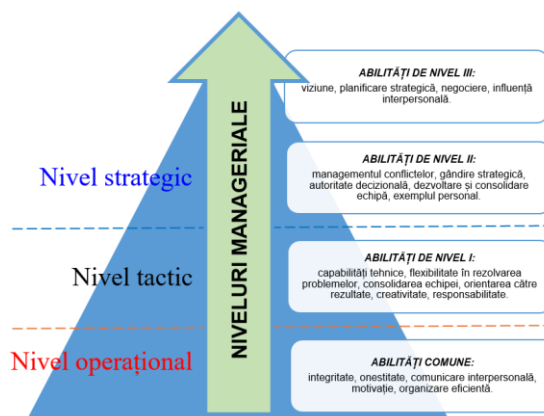 ABILITĂȚI DE NIVEL III:
viziune, planificare strategică, negociere, influență
interpersonală.
ABILITĂȚI DE NIVEL II:
managementul conflictelor, gândire strategică,
autoritate decizională, dezvoltare și consolidare
echipă, exemplul personal.
Nivel strategic
ABILITĂȚI DE NIVEL I:
capabilități tehnice, flexibilitate în rezolvarea
problemelor, consolidarea echipei, orientarea către
rezultate, creativitate, responsabilitate.
Nivel tactic
ABILITĂȚI COMUNE:
integritate, onestitate, comunicare interpersonală,
motivație, organizare eficientă.
Nivel operațional
NIVELURI MANAGERIALE